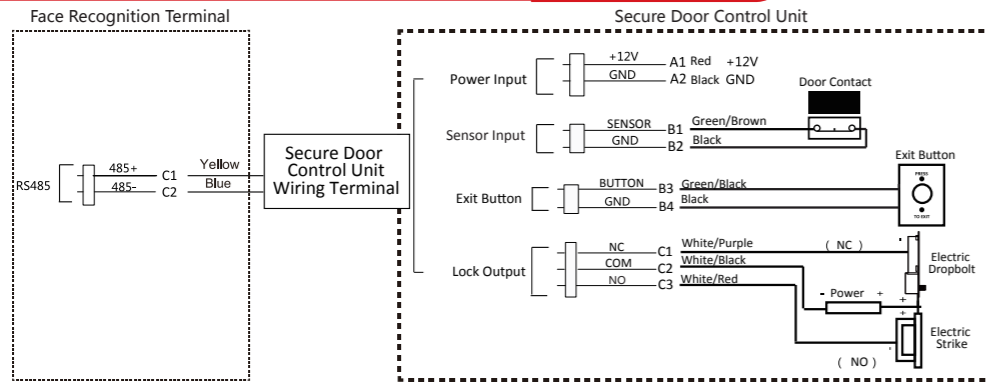 Face Recognition Terminal
Secure Door Control Unit
RS485
485+ C1 Yellow
485- C2 Blue
Secure Door
Control Unit
Wiring Terminal
Power Input
+12V A1 Red +12V
GND A2 Black GND
Sensor Input
SENSOR B1 Green/Brown
GND B2 Black
Door Contact
Exit Button
BUTTON B3 Green/Black
GND B4 Black
Exit Button
PRESS
TO EXIT
Lock Output
NC C1 White/Purple ( NC )
COM C2 White/Black
NO C3 White/Red
- Power +
-
+
Electric
Dropbolt
+
-
Electric
Strike
( NO )